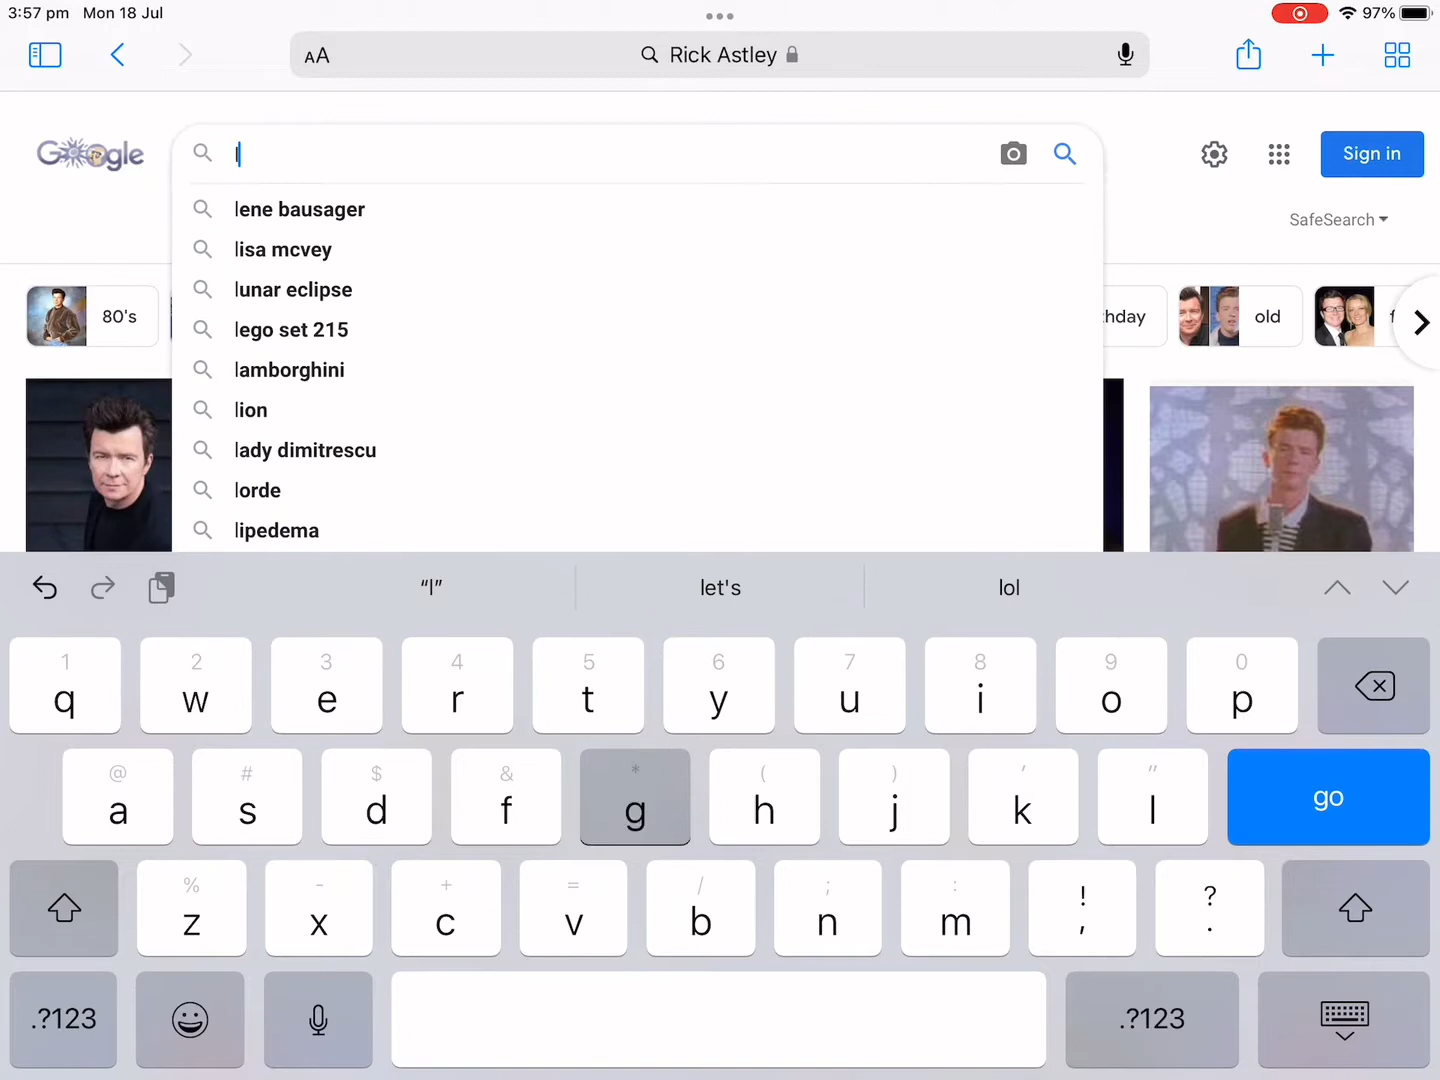 3:57 pm Mon 18 Jul
97%
AA
Rick Astley
Google
l
Sign in
lene bausager
SafeSearch
lisa mcvey
lunar eclipse
80's
hday
old
f
lego set 215
lamborghini
lion
lady dimitrescu
lorde
lipedema
“l”
let's
lol
1 2 3 4 5 6 7 8 9 0
q w e r t y u i o p
@ # $ & * ( ) ' "
a s d f g h j k l
go
% - + = / ; : ! ?
z x c v b n m , .
.?123
.?123